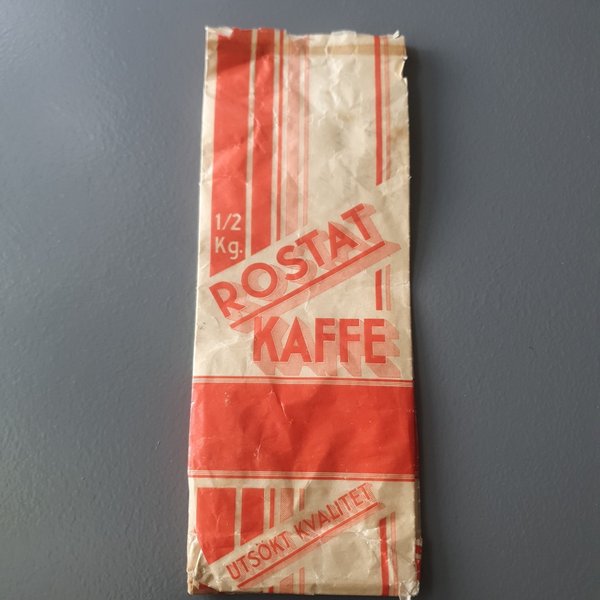 1/2
Kg.
ROSTAT
KAFFE
UTSÖKT KVALITET